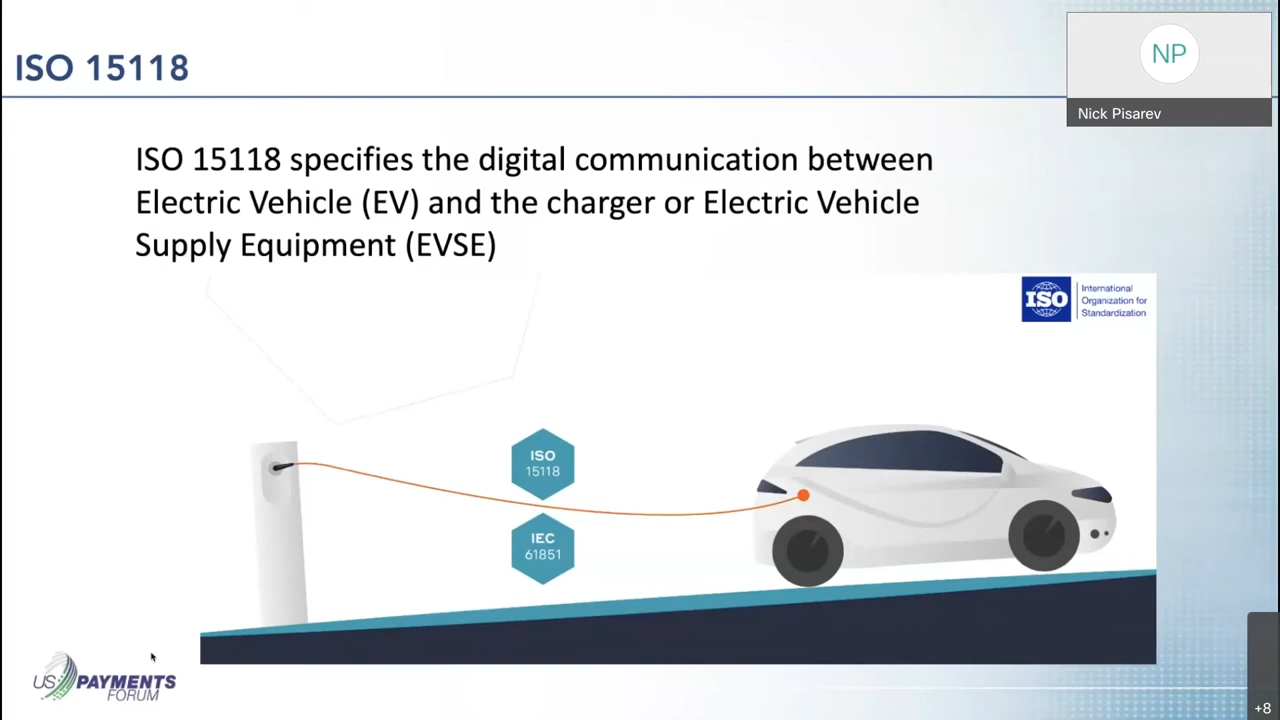 ISO 15118
NP
Nick Pisarev
ISO 15118 specifies the digital communication between
Electric Vehicle (EV) and the charger or Electric Vehicle
Supply Equipment (EVSE)
ISO
International
Organization for
Standardization
ISO
15118
IEC
61851
US PAYMENTS
FORUM
+8